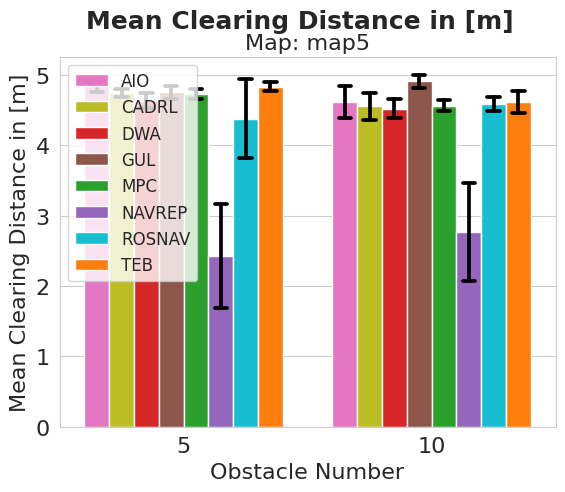 Mean Clearing Distance in [m]
Map: map5
Mean Clearing Distance in [m]
5
4
3
2
1
0
AIO
CADRL
DWA
GUL
MPC
NAVREP
ROSNAV
TEB
5
10
Obstacle Number